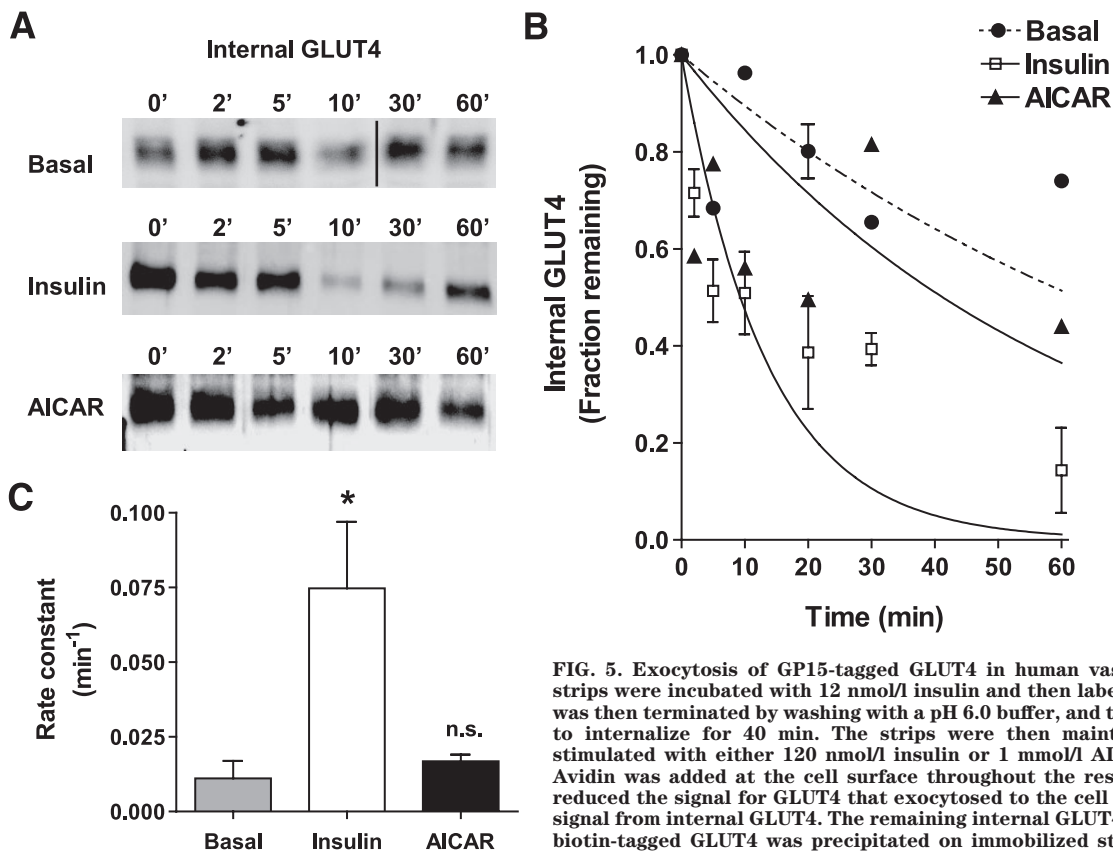 A
Internal GLUT4
0' 2' 5' 10' 30' 60'
Basal
0' 2' 5' 10' 30' 60'
Insulin
0' 2' 5' 10' 30' 60'
AICAR
B
Basal
Insulin
AICAR
1.0
0.8
0.6
0.4
0.2
0.0
Internal GLUT4
(Fraction remaining)
0 10 20 30 40 50 60
Time (min)
C
0.100
0.075
0.050
0.025
0.000
Rate constant
(min⁻¹)
*
n.s.
Basal Insulin AICAR
FIG. 5. Exocytosis of GP15-tagged GLUT4 in human vas
strips were incubated with 12 nmol/l insulin and then labe
was then terminated by washing with a pH 6.0 buffer, and t
to internalize for 40 min. The strips were then maint
stimulated with either 120 nmol/l insulin or 1 mmol/l AI
Avidin was added at the cell surface throughout the res
reduced the signal for GLUT4 that exocytosed to the cell
signal from internal GLUT4. The remaining internal GLUT4
biotin-tagged GLUT4 was precipitated on immobilized st